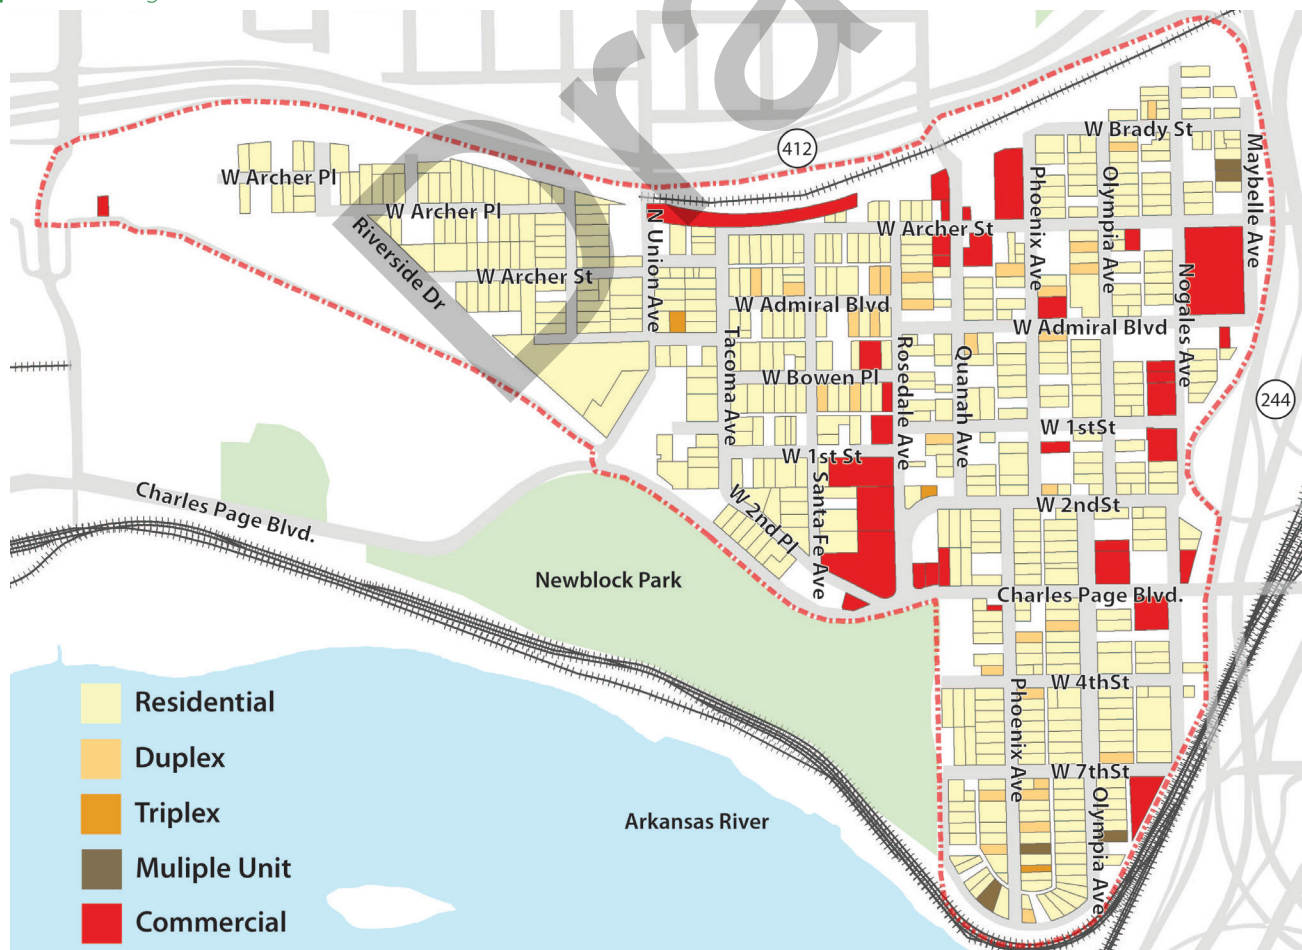 Dra
412
W Brady St
Maybelle Ave
W Archer Pl
Phoenix Ave
Olympia Ave
W Archer Pl
N Union Ave
W Archer St
Riverside Dr
W Archer St
Nogales Ave
W Admiral Blvd
W Admiral Blvd
Tacoma Ave
Rosedale Ave
Quanah Ave
W Bowen Pl
244
W 1stSt
W 1st St
Santa Fe Ave
Charles Page Blvd.
W 2nd Pl
W 2ndSt
Newblock Park
Charles Page Blvd.
W 4thSt
Phoenix Ave
Residential
Duplex
W 7thSt
Olympia Ave
Triplex
Arkansas River
Muliple Unit
Commercial